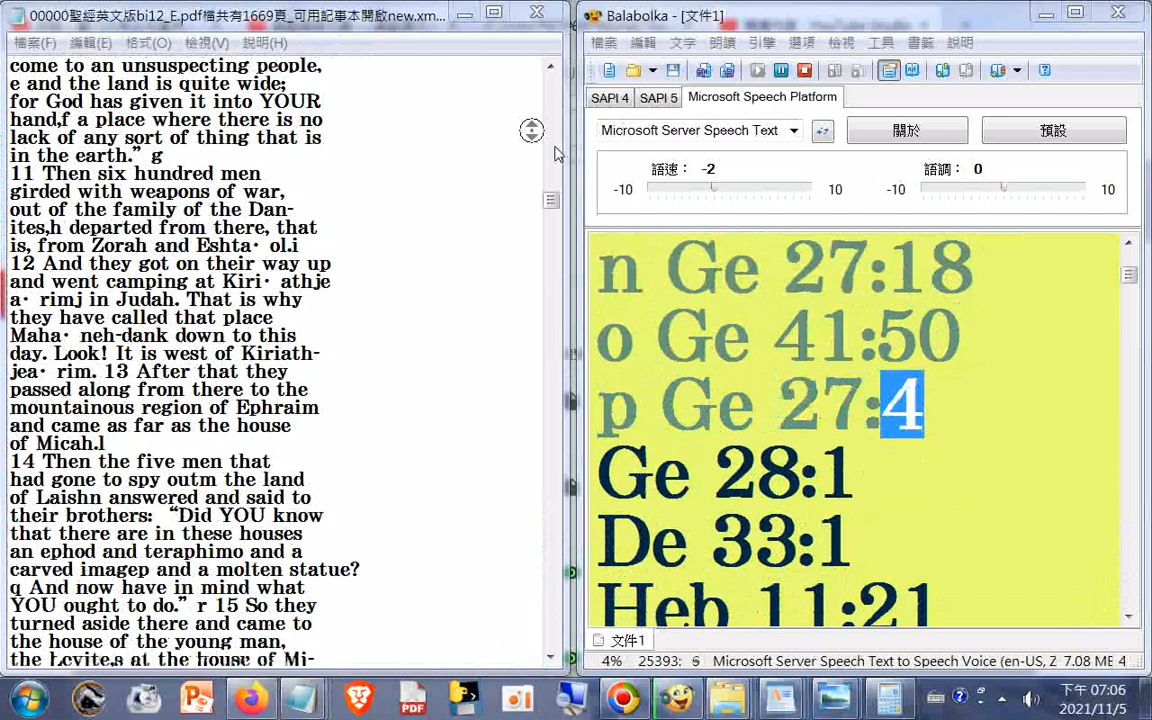 00000聖經英文版bi12_E.pdf檔共有1669頁_可用記事本開啟new.xm...
檔案(F) 編輯(E) 格式(O) 檢視(V) 說明(H)
come to an unsuspecting people,
e and the land is quite wide;
for God has given it into YOUR
hand,f a place where there is no
lack of any sort of thing that is
in the earth.” g
11 Then six hundred men
girded with weapons of war,
out of the family of the Dan-
ites,h departed from there, that
is, from Zorah and Eshta· ol.i
12 And they got on their way up
and went camping at Kiri· athje
a· rimj in Judah. That is why
they have called that place
Maha· neh-dank down to this
day. Look! It is west of Kiriath-
jea· rim. 13 After that they
passed along from there to the
mountainous region of Ephraim
and came as far as the house
of Micah.l
14 Then the five men that
had gone to spy outm the land
of Laishn answered and said to
their brothers: “Did YOU know
that there are in these houses
an ephod and teraphimo and a
carved imagep and a molten statue?
q And now have in mind what
YOU ought to do.” r 15 So they
turned aside there and came to
the house of the young man,
the Levite,s at the house of Mi-
Balabolka - [文件1]
檔案 編輯 文字 朗讀 引擎 選項 檢視 工具 書籤 說明
SAPI 4 SAPI 5 Microsoft Speech Platform
Microsoft Server Speech Text 關於 預設
語速: -2 語調: 0
-10 10 -10 10
n Ge 27:18
o Ge 41:50
p Ge 27:4
Ge 28:1
De 33:1
Heb 11:21
文件1
4% 25393: 6 Microsoft Server Speech Text to Speech Voice (en-US, Z 7.08 MB 4
PDF
下午 07:06
2021/11/5